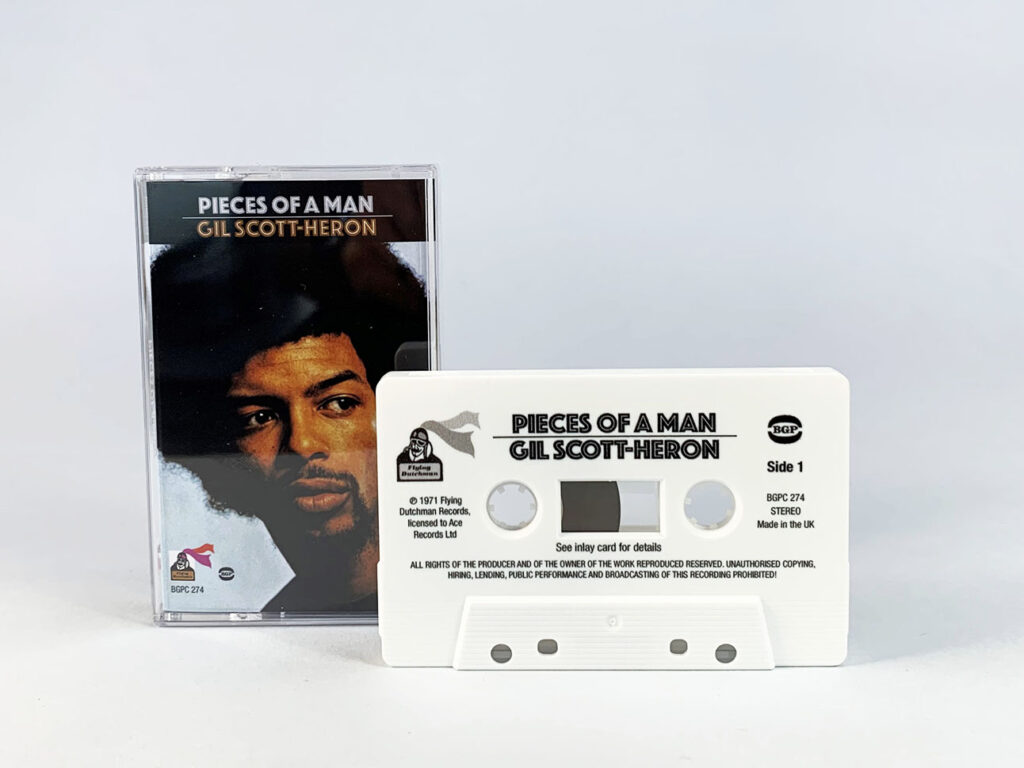 PIECES OF A MAN
GIL SCOTT-HERON
BGP
BGPC 274
Flying
Dutchman
PIECES OF A MAN
GIL SCOTT-HERON
BGP
Side 1
℗ 1971 Flying
Dutchman Records,
licensed to Ace
Records Ltd
BGPC 274
STEREO
Made in the UK
See inlay card for details
ALL RIGHTS OF THE PRODUCER AND OF THE OWNER OF THE WORK REPRODUCED RESERVED. UNAUTHORISED COPYING,
HIRING, LENDING, PUBLIC PERFORMANCE AND BROADCASTING OF THIS RECORDING PROHIBITED!